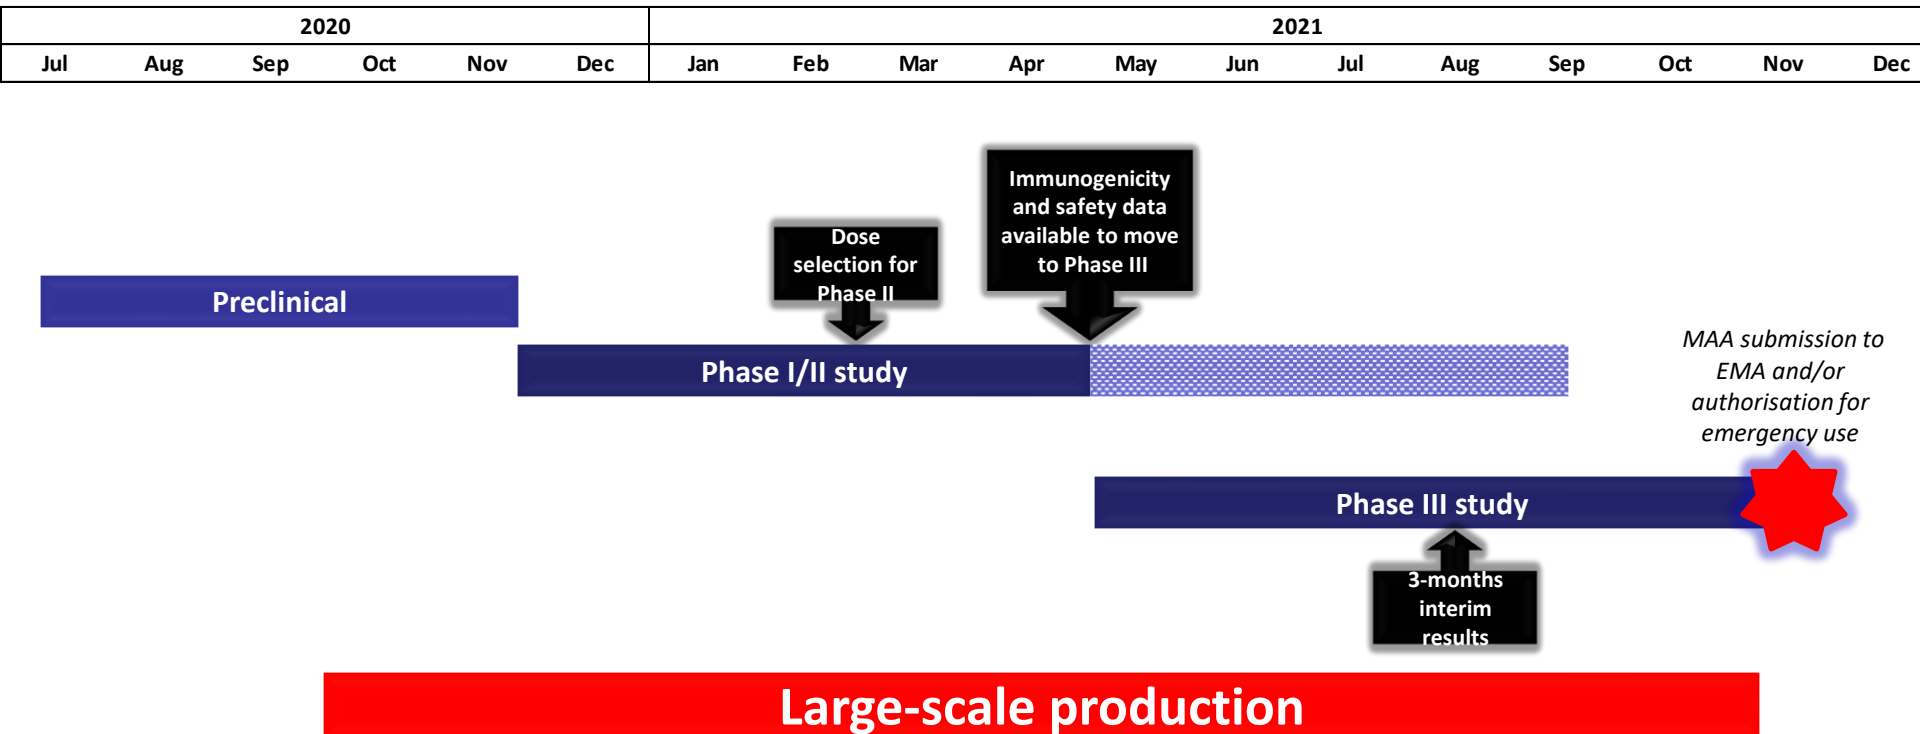 2020 2021
Jul Aug Sep Oct Nov Dec Jan Feb Mar Apr May Jun Jul Aug Sep Oct Nov Dec
Immunogenicity
and safety data
available to move
to Phase III
Dose
selection for
Phase II
Preclinical
Phase I/II study
MAA submission to
EMA and/or
authorisation for
emergency use
Phase III study
3-months
interim
results
Large-scale production